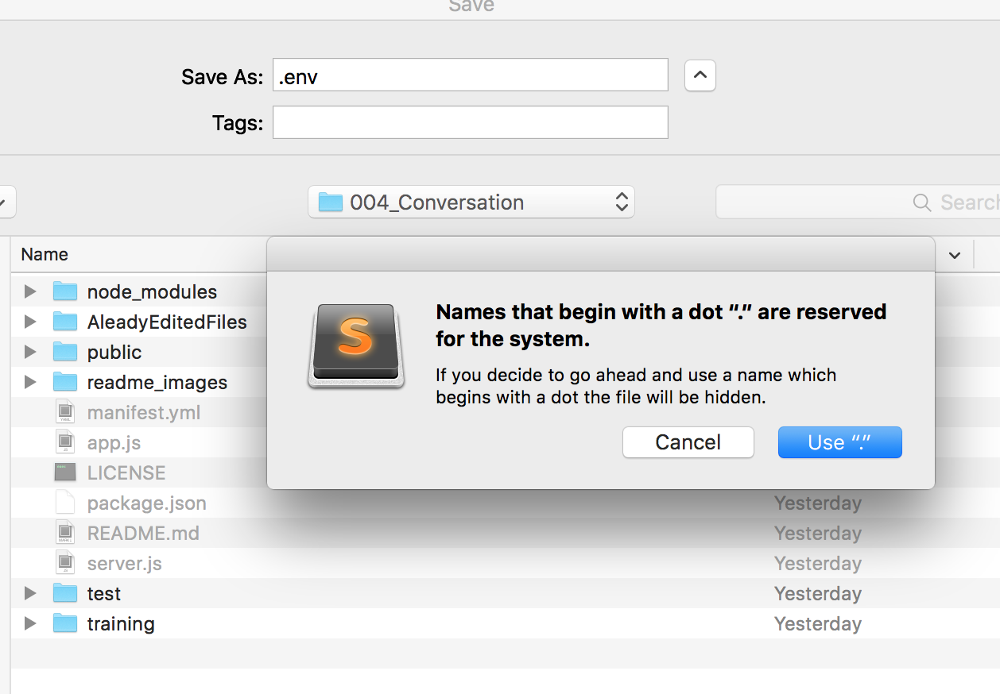 Save
Save As: .env
Tags:
004_Conversation
Search
Name
node_modules
AleadyEditedFiles
public
readme_images
manifest.yml
app.js
LICENSE
package.json Yesterday
README.md Yesterday
server.js Yesterday
test Yesterday
training Yesterday
Names that begin with a dot “.” are reserved
for the system.
If you decide to go ahead and use a name which
begins with a dot the file will be hidden.
Cancel Use “.”